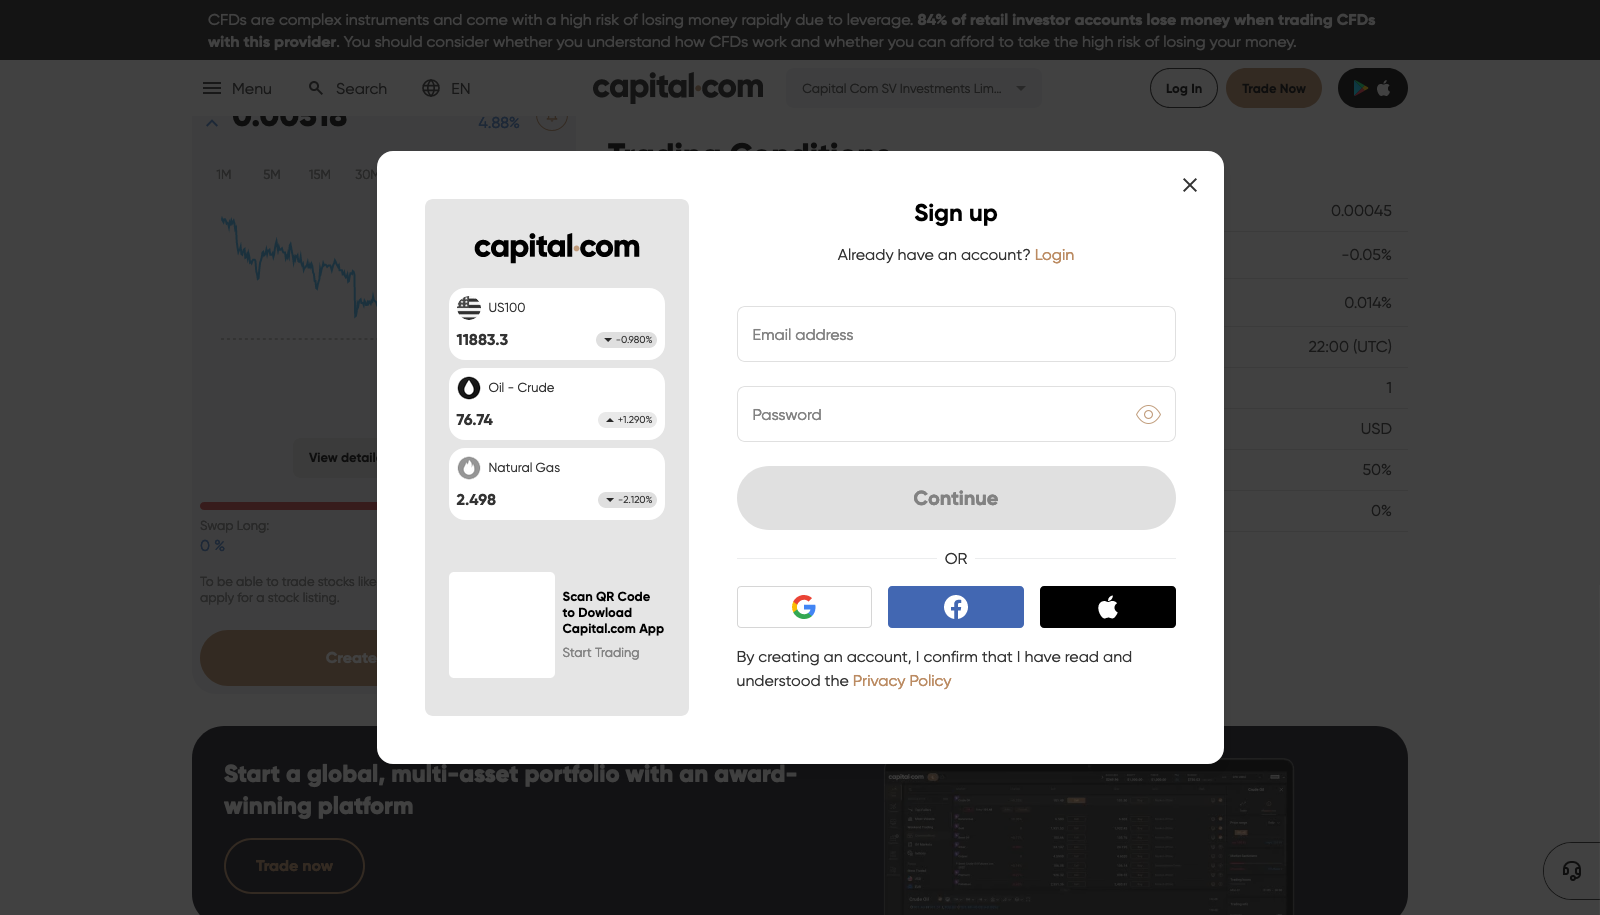 CFDs are complex instruments and come with a high risk of losing money rapidly due to leverage. 84% of retail investor accounts lose money when trading CFDs
with this provider. You should consider whether you understand how CFDs work and whether you can afford to take the high risk of losing your money.
Menu
Search
EN
capital.com
Capital Com SV Investments Lim...
Log In
Trade Now
0.00518
4.88%
Trading Conditions
1M
5M
15M
30M
0.00045
-0.05%
0.014%
22:00 (UTC)
1
USD
50%
0%
View detail
Swap Long:
0 %
To be able to trade stocks like
apply for a stock listing.
Create
capital.com
US100
11883.3
-0.980%
Oil - Crude
76.74
+1.290%
Natural Gas
2.498
-2.120%
Scan QR Code
to Dowload
Capital.com App
Start Trading
Sign up
Already have an account? Login
Email address
Password
Continue
OR
By creating an account, I confirm that I have read and
understood the Privacy Policy
Start a global, multi-asset portfolio with an award-
winning platform
Trade now
capital.com